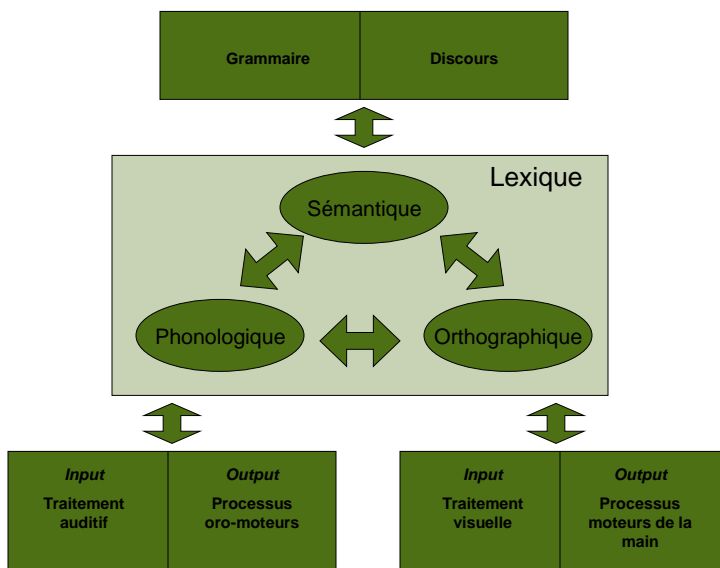 Grammaire
Discours
Lexique
Sémantique
Phonologique
Orthographique
Input
Traitement
auditif
Output
Processus
oro-moteurs
Input
Traitement
visuelle
Output
Processus
moteurs de la
main